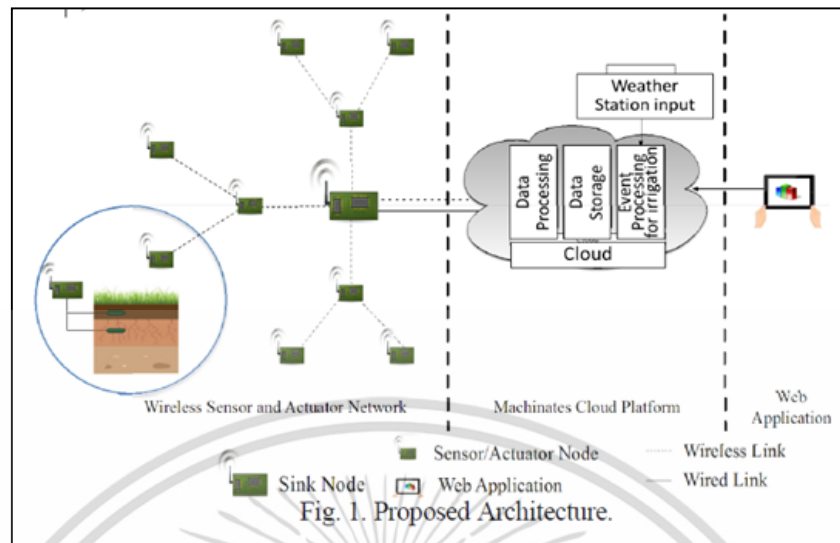 Weather
Station input
Data
Processing
Data
Storage
Event
Processing
for irrigation
Cloud
Wireless Sensor and Actuator Network
Machinates Cloud Platform
Web
Application
Sensor/Actuator Node
Wireless Link
Sink Node
Web Application
Wired Link
Fig. 1. Proposed Architecture.